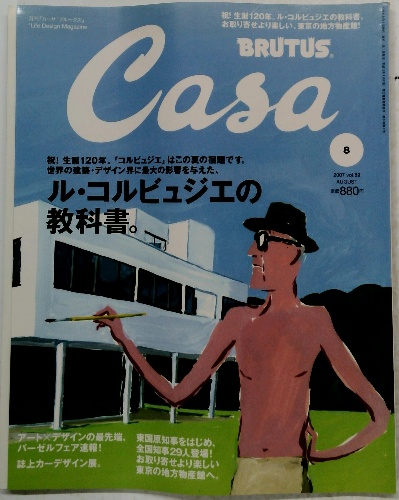 "Life Design Magazine
祝！生誕120年、ル・コルビュジエの教科書。
お取り寄せより楽しい、東京の地方物産館！
BRUTUS®
Casa
8
2007 vol.89
AUGUST
880円
祝！生誕120年、「コルビュジエ」はこの夏の宿題です。
世界の建築・デザイン界に最大の影響を与えた、
ル・コルビュジエの
教科書。
アート×デザインの最先端、
バーゼルフェア速報！
誌上カーデザイン展。
東国原知事をはじめ、
全国知事29人登場！
お取り寄せより楽しい
東京の地方物産館へ。